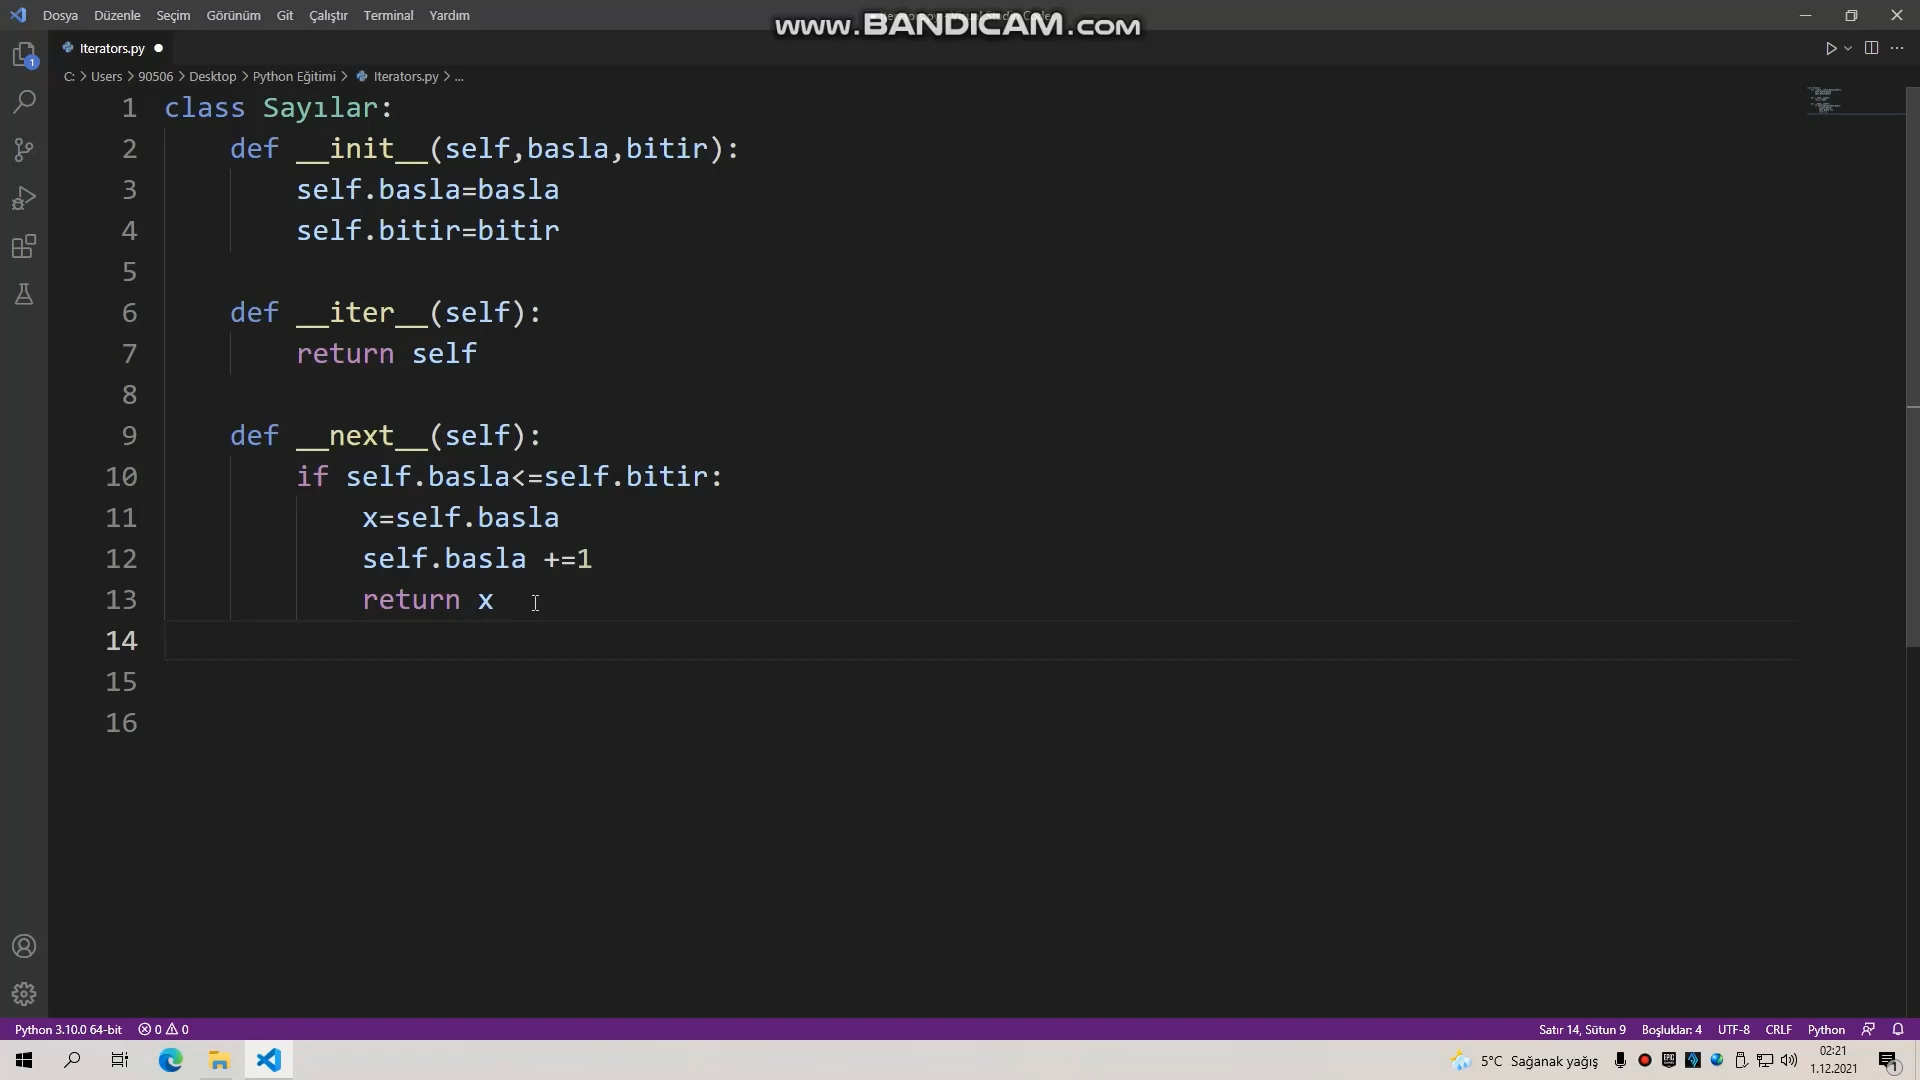 Dosya Düzenle Seçim Görünüm Git Çalıştır Terminal Yardım
www.BANDICAM.com
Iterators.py
C: > Users > 90506 > Desktop > Python Eğitimi > Iterators.py > ...
1 class Sayılar:
2     def __init__(self,basla,bitir):
3         self.basla=basla
4         self.bitir=bitir
5
6     def __iter__(self):
7         return self
8
9     def __next__(self):
10         if self.basla<=self.bitir:
11             x=self.basla
12             self.basla +=1
13             return x
14
15
16
1
Python 3.10.0 64-bit 0 0 Satır 14, Sütun 9 Boşluklar: 4 UTF-8 CRLF Python
5°C Sağanak yağış
02:21
1.12.2021
1